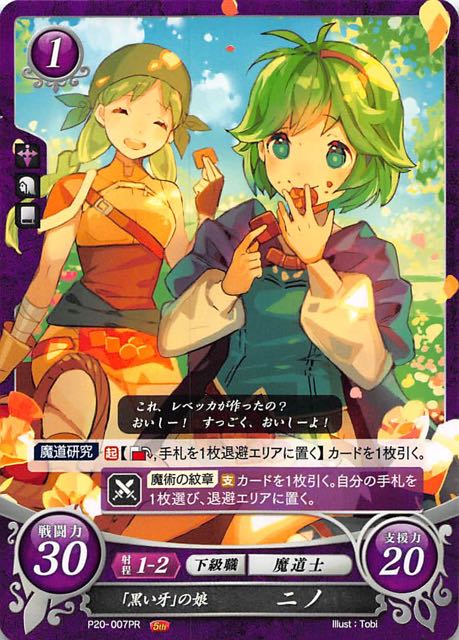 1
これ、レベッカが作ったの?
おいしー! すっごく、おいしーよ!
魔道研究 起【 ,手札を1枚退避エリアに置く】カードを1枚引く。
魔術の紋章 支 カードを1枚引く。自分の手札を
1枚選び、退避エリアに置く。
戦闘力
30
射程 1-2 下級職 魔道士
支援力
20
「黒い牙」の娘 ニノ
P20-007PR 5th Illust:Tobi